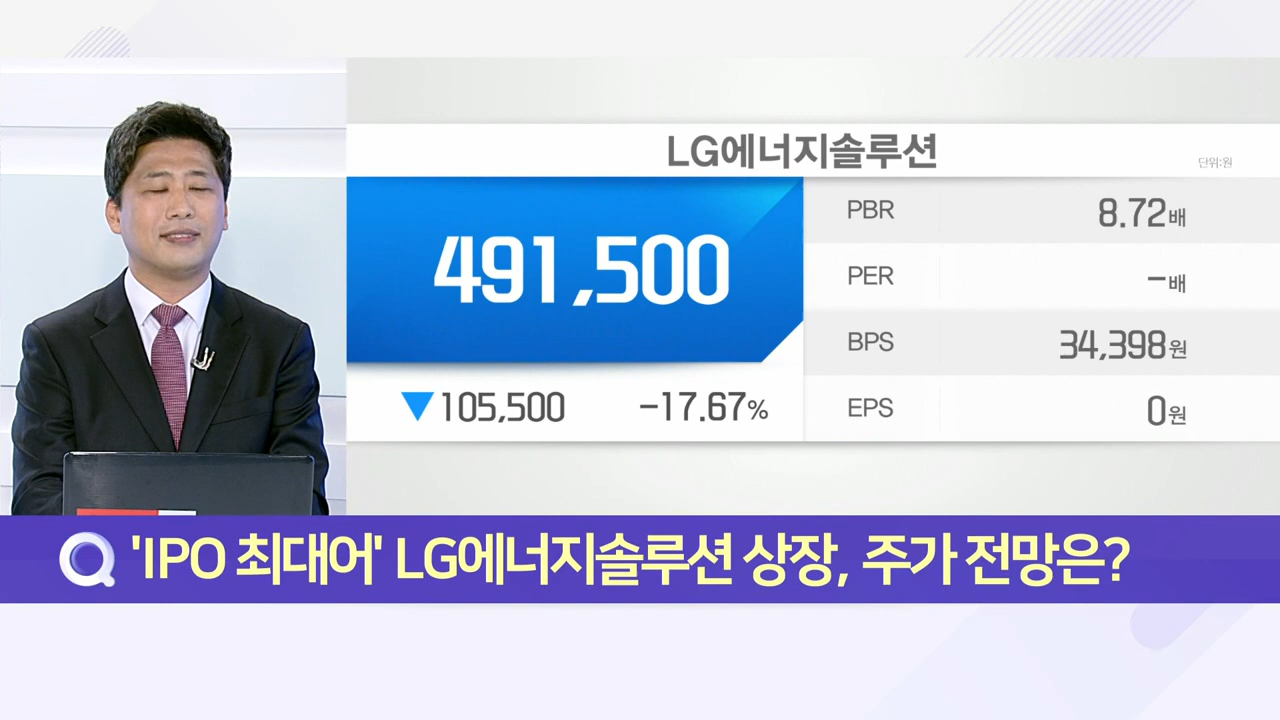 LG에너지솔루션
단위:원
491,500
▼105,500 -17.67%
PBR 8.72배
PER -배
BPS 34,398원
EPS 0원
'IPO 최대어' LG에너지솔루션 상장, 주가 전망은?